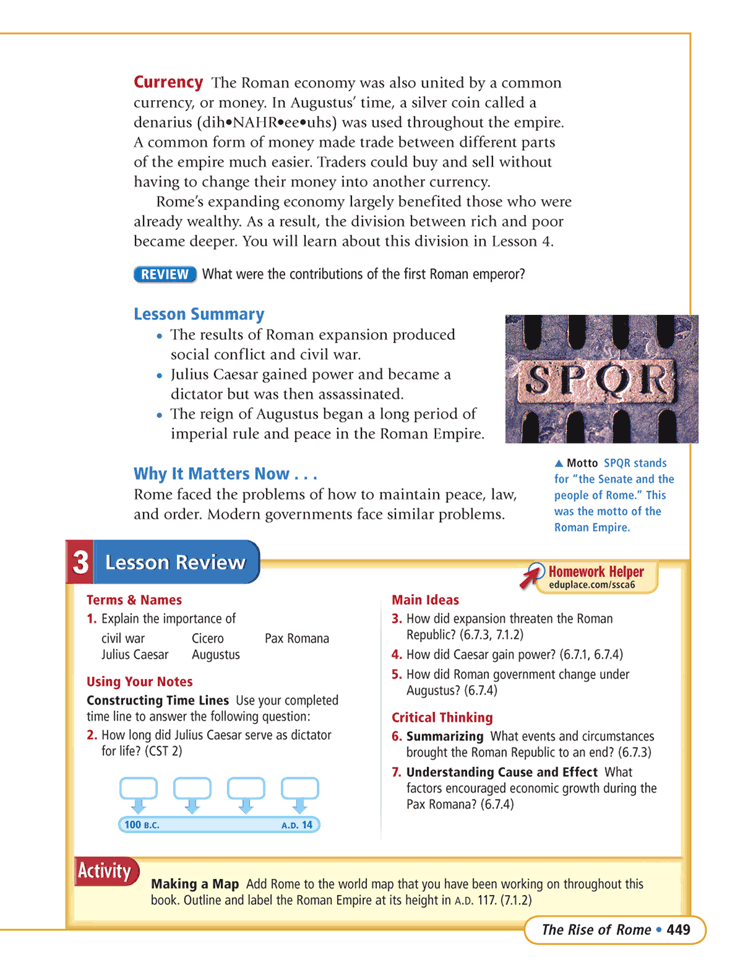 Currency The Roman economy was also united by a common
currency, or money. In Augustus’ time, a silver coin called a
denarius (dih•NAHR•ee•uhs) was used throughout the empire.
A common form of money made trade between different parts
of the empire much easier. Traders could buy and sell without
having to change their money into another currency.
Rome’s expanding economy largely benefited those who were
already wealthy. As a result, the division between rich and poor
became deeper. You will learn about this division in Lesson 4.
REVIEW What were the contributions of the first Roman emperor?
Lesson Summary
• The results of Roman expansion produced
social conflict and civil war.
• Julius Caesar gained power and became a
dictator but was then assassinated.
• The reign of Augustus began a long period of
imperial rule and peace in the Roman Empire.
SPQR
▲ Motto SPQR stands
for “the Senate and the
people of Rome.” This
was the motto of the
Roman Empire.
Why It Matters Now . . .
Rome faced the problems of how to maintain peace, law,
and order. Modern governments face similar problems.
3 Lesson Review
Homework Helper
eduplace.com/ssca6
Terms & Names
1. Explain the importance of
civil war Cicero Pax Romana
Julius Caesar Augustus
Using Your Notes
Constructing Time Lines Use your completed
time line to answer the following question:
2. How long did Julius Caesar serve as dictator
for life? (CST 2)
100 B.C. A.D. 14
Main Ideas
3. How did expansion threaten the Roman
Republic? (6.7.3, 7.1.2)
4. How did Caesar gain power? (6.7.1, 6.7.4)
5. How did Roman government change under
Augustus? (6.7.4)
Critical Thinking
6. Summarizing What events and circumstances
brought the Roman Republic to an end? (6.7.3)
7. Understanding Cause and Effect What
factors encouraged economic growth during the
Pax Romana? (6.7.4)
Activity
Making a Map Add Rome to the world map that you have been working on throughout this
book. Outline and label the Roman Empire at its height in A.D. 117. (7.1.2)
The Rise of Rome • 449